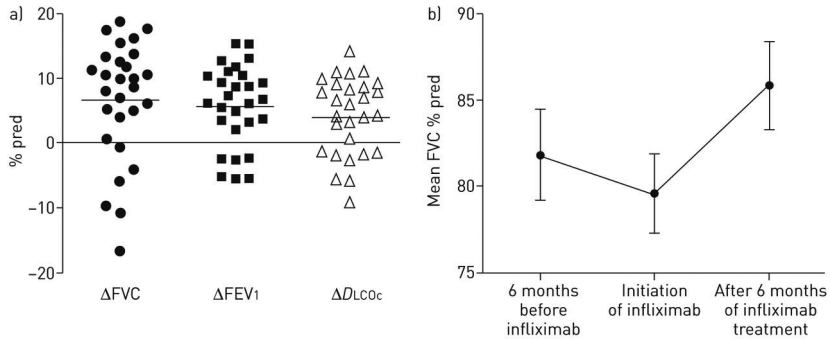 a)
20
10
0
−10
−20
% pred
ΔFVC
ΔFEV1
ΔDLCOc
b)
90
85
80
75
Mean FVC % pred
6 months
before
infliximab
Initiation
of infliximab
After 6 months
of infliximab
treatment